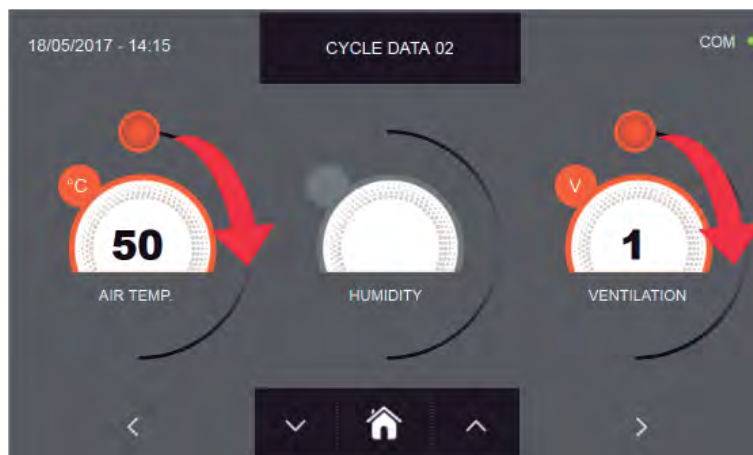 18/05/2017 - 14:15
CYCLE DATA 02
COM
°C
50
AIR TEMP.
HUMIDITY
V
1
VENTILATION